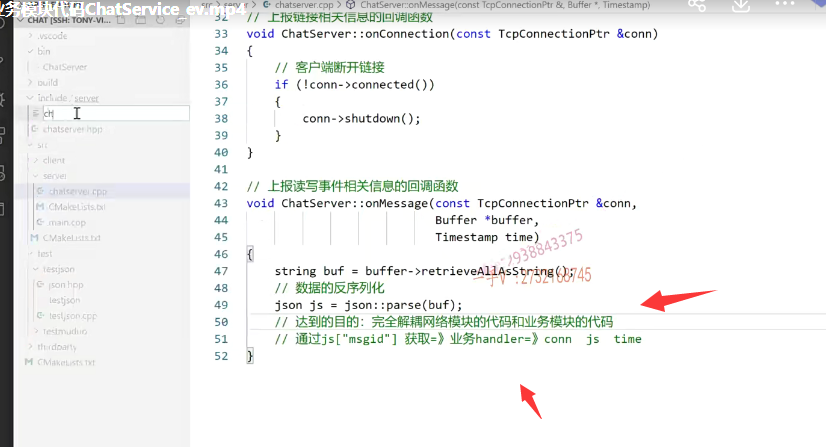 务模块代码ChatService_ev.mp4
CHAT [SSH: TONY-VI...
.vscode
bin
ChatServer
build
include / server
ch
chatserver.hpp
src
client
server
chatserver.cpp
CMakeLists.txt
main.cpp
CMakeLists.txt
test
testjson
json.hpp
testjson
testjson.cpp
testmuduo
thirdparty
CMakeLists.txt
src > server > chatserver.cpp > ChatServer::onMessage(const TcpConnectionPtr &, Buffer *, Timestamp)
32 // 上报链接相关信息的回调函数
33 void ChatServer::onConnection(const TcpConnectionPtr &conn)
34 {
35 // 客户端断开链接
36 if (!conn->connected())
37 {
38 conn->shutdown();
39 }
40 }
41
42 // 上报读写事件相关信息的回调函数
43 void ChatServer::onMessage(const TcpConnectionPtr &conn,
44 Buffer *buffer,
45 Timestamp time)
46 {
47 string buf = buffer->retrieveAllAsString();
48 // 数据的反序列化
49 json js = json::parse(buf);
50 // 达到的目的：完全解耦网络模块的代码和业务模块的代码
51 // 通过js["msgid"] 获取=》业务handler=》conn js time
52 }